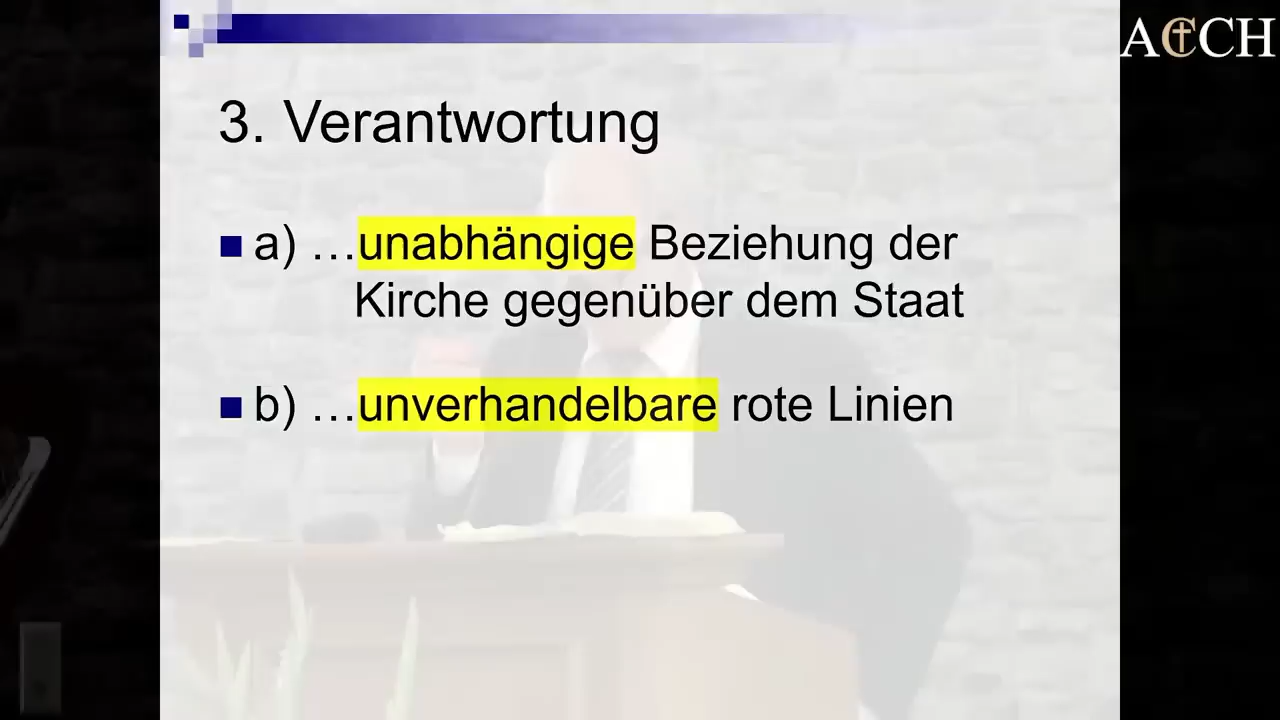 ACCH
3. Verantwortung
a) …unabhängige Beziehung der
Kirche gegenüber dem Staat
b) …unverhandelbare rote Linien